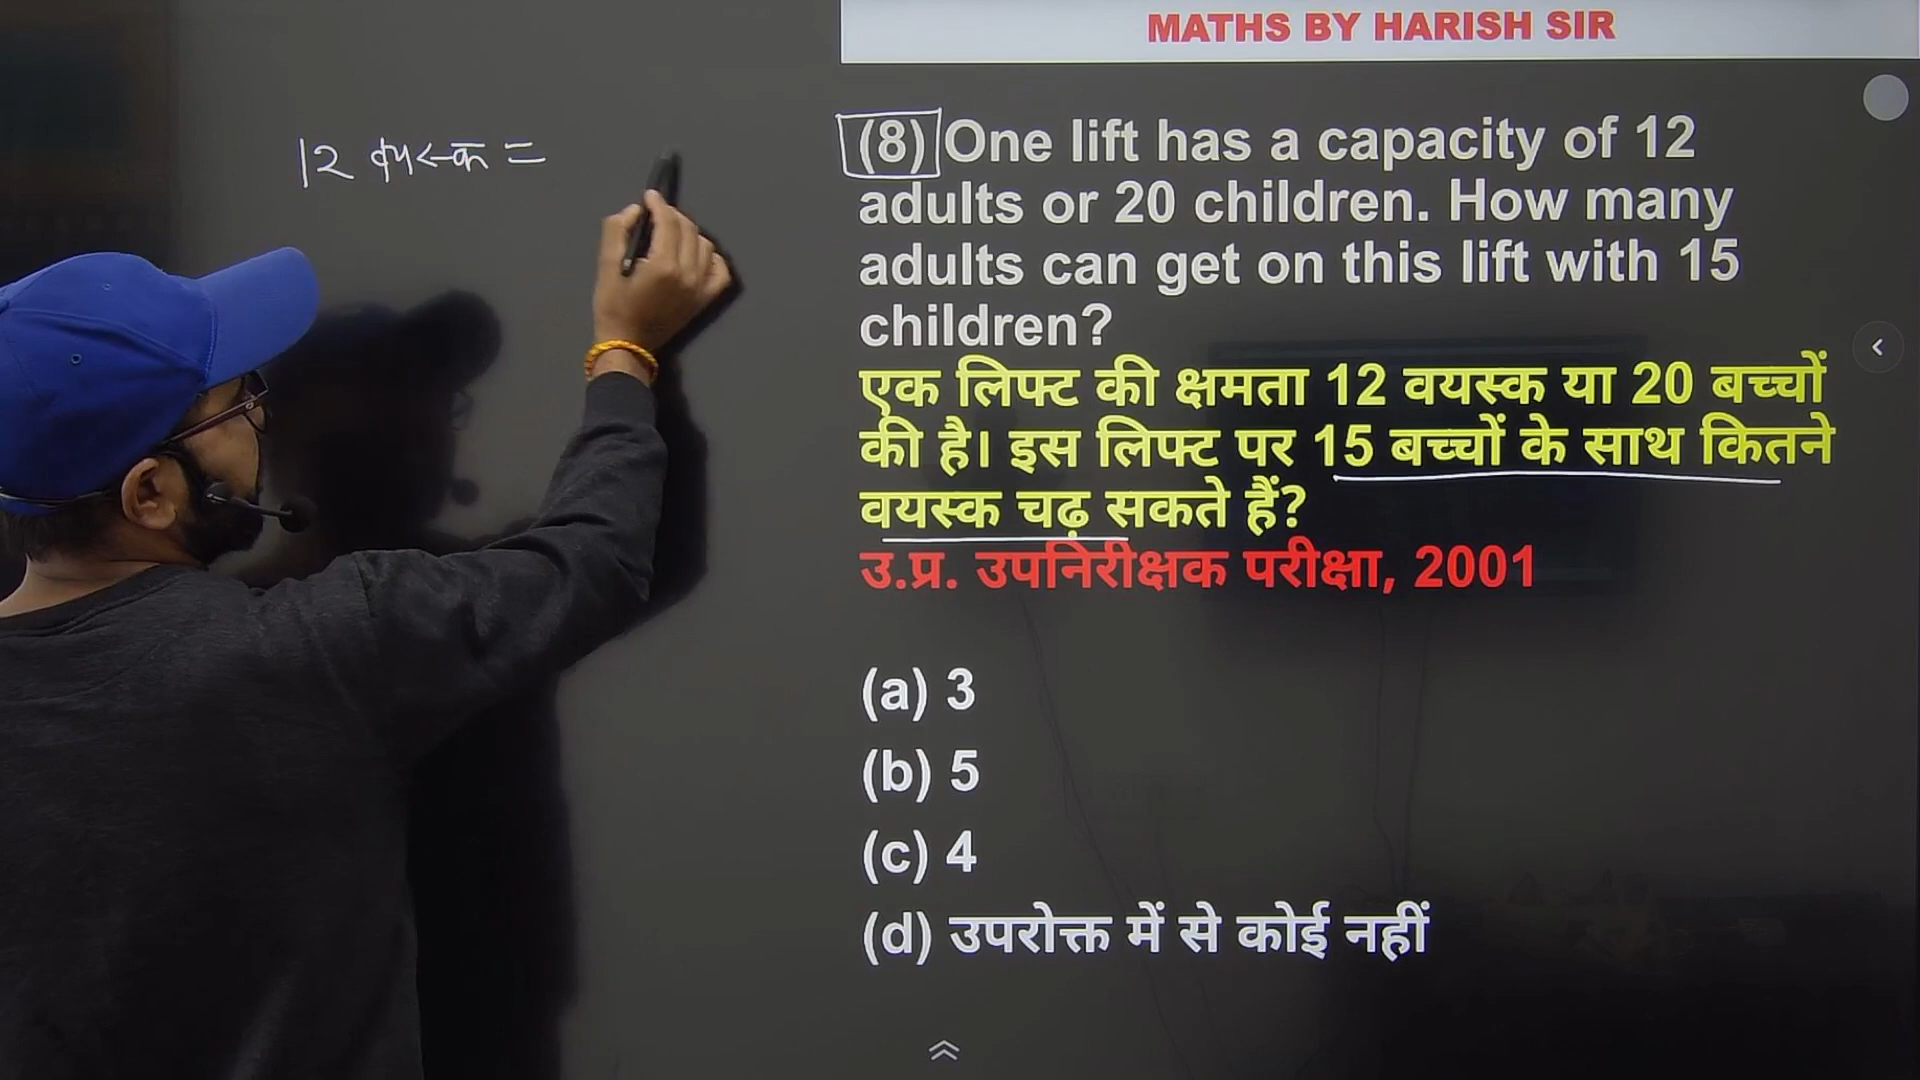 MATHS BY HARISH SIR
12 वयस्क =
(8) One lift has a capacity of 12
adults or 20 children. How many
adults can get on this lift with 15
children?
एक लिफ्ट की क्षमता 12 वयस्क या 20 बच्चों
की है। इस लिफ्ट पर 15 बच्चों के साथ कितने
वयस्क चढ़ सकते हैं?
उ.प्र. उपनिरीक्षक परीक्षा, 2001
(a) 3
(b) 5
(c) 4
(d) उपरोक्त में से कोई नहीं